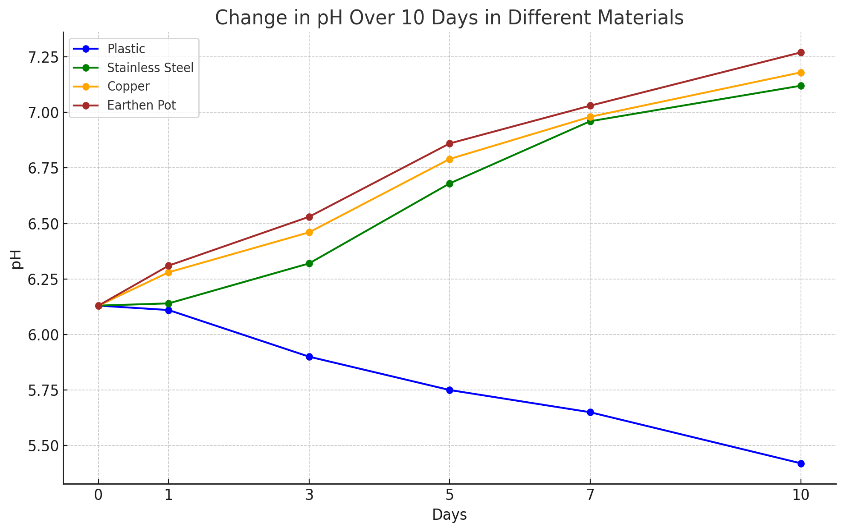 Change in pH Over 10 Days in Different Materials
Plastic
Stainless Steel
Copper
Earthen Pot
7.25
7.00
6.75
6.50
6.25
6.00
5.75
5.50
pH
0 1 3 5 7 10
Days